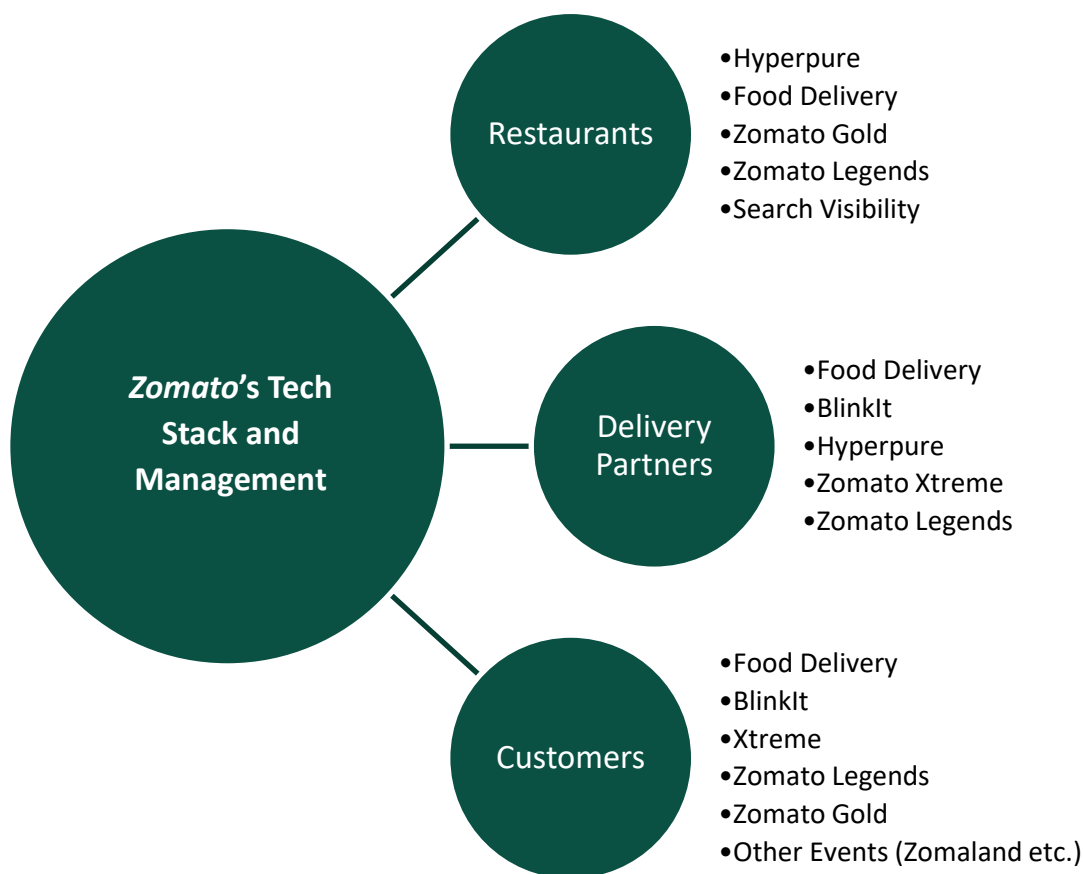 Zomato's Tech
Stack and
Management
Restaurants
•Hyperpure
•Food Delivery
•Zomato Gold
•Zomato Legends
•Search Visibility
Delivery
Partners
•Food Delivery
•BlinkIt
•Hyperpure
•Zomato Xtreme
•Zomato Legends
Customers
•Food Delivery
•BlinkIt
•Xtreme
•Zomato Legends
•Zomato Gold
•Other Events (Zomaland etc.)